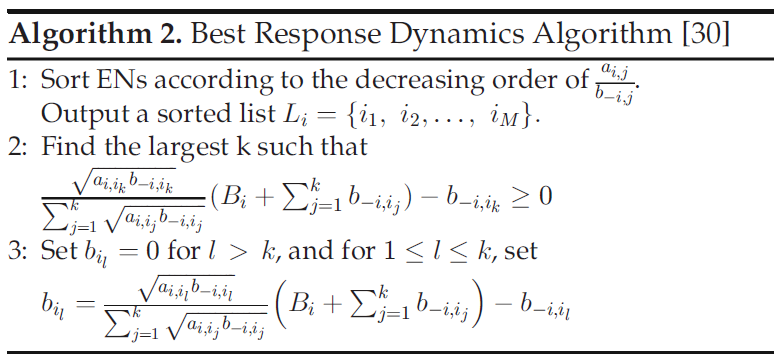 Algorithm 2. Best Response Dynamics Algorithm [30]
1: Sort ENs according to the decreasing order of $\frac{a_{i,j}}{b_{-i,j}}$.
Output a sorted list $L_i = \{i_1, i_2, \ldots, i_M\}$.
2: Find the largest k such that
$\frac{\sqrt{a_{i,i_k} b_{-i,i_k}}}{\sum_{j=1}^{k} \sqrt{a_{i,i_j} b_{-i,i_j}}} (B_i + \sum_{j=1}^{k} b_{-i,i_j}) - b_{-i,i_k} \geq 0$
3: Set $b_{i_l} = 0$ for $l > k$, and for $1 \leq l \leq k$, set
$b_{i_l} = \frac{\sqrt{a_{i,i_l} b_{-i,i_l}}}{\sum_{j=1}^{k} \sqrt{a_{i,i_j} b_{-i,i_j}}} \left( B_i + \sum_{j=1}^{k} b_{-i,i_j} \right) - b_{-i,i_l}$